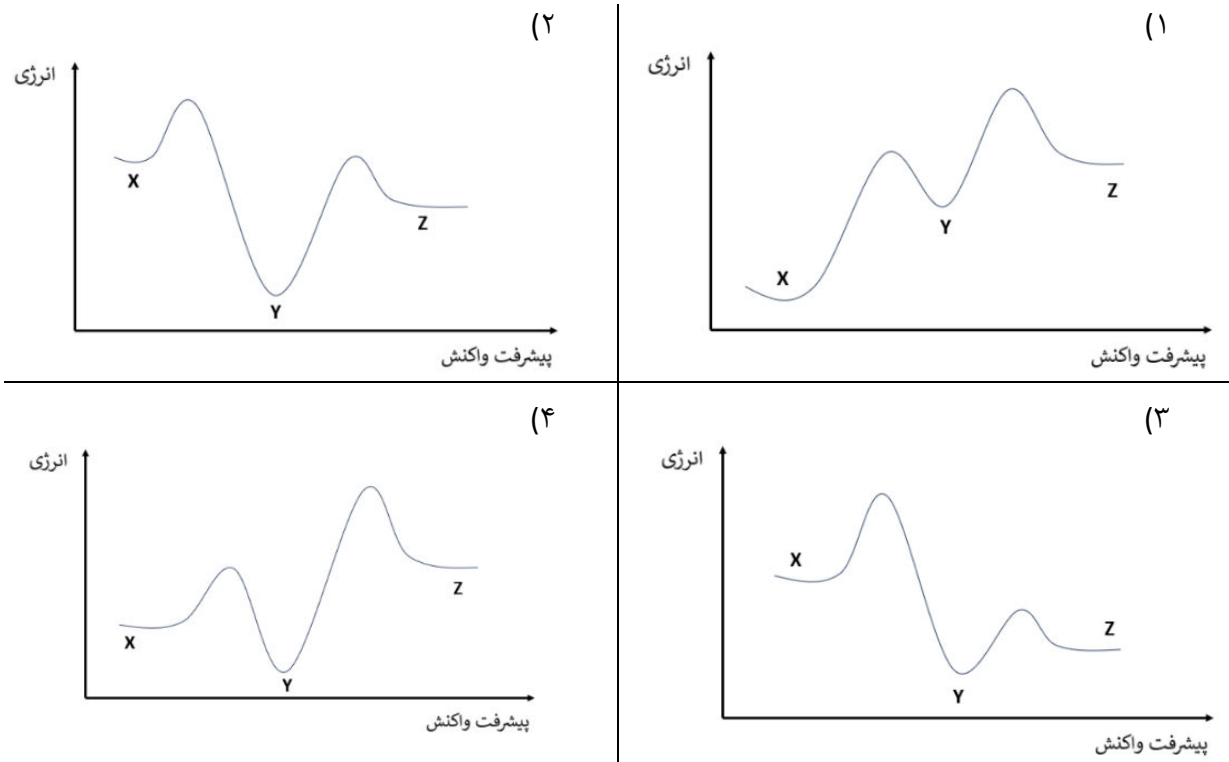 (۱
انرژی
X
Y
Z
پیشرفت واکنش
(۲
انرژی
X
Y
Z
پیشرفت واکنش
(۳
انرژی
X
Y
Z
پیشرفت واکنش
(۴
انرژی
X
Y
Z
پیشرفت واکنش